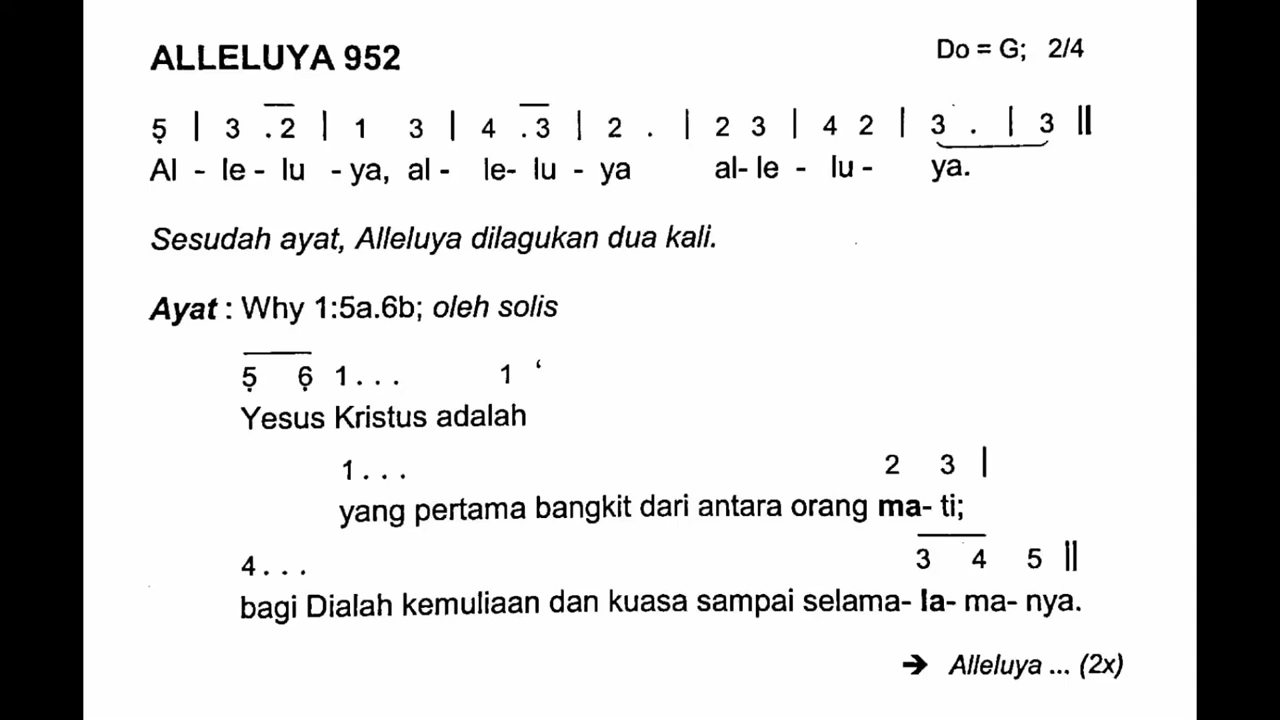 ALLELUYA 952 Do = G; 2/4
5̣ | 3 .2 | 1 3 | 4 .3 | 2 . | 2 3 | 4 2 | 3 . | 3 ||
Al - le - lu - ya, al - le- lu - ya al- le - lu - ya.
Sesudah ayat, Alleluya dilagukan dua kali.
Ayat : Why 1:5a.6b; oleh solis
5̣ 6̣ 1 . . . 1 ‘
Yesus Kristus adalah
1 . . . 2 3 |
yang pertama bangkit dari antara orang ma- ti;
4 . . . 3 4 5 ||
bagi Dialah kemuliaan dan kuasa sampai selama- la- ma- nya.
➔ Alleluya ... (2x)